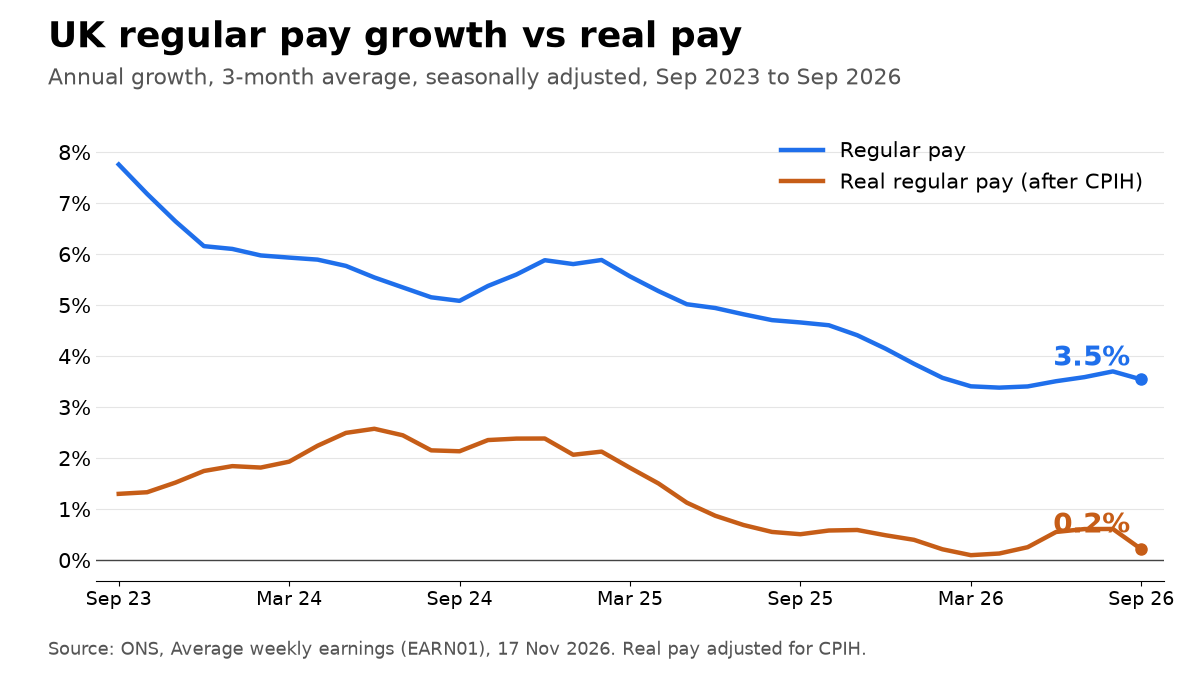 UK regular pay growth vs real pay
Annual growth, 3-month average, seasonally adjusted, Sep 2023 to Sep 2026
Regular pay
Real regular pay (after CPIH)
8%
7%
6%
5%
4%
3%
2%
1%
0%
3.5%
0.2%
Sep 23 Mar 24 Sep 24 Mar 25 Sep 25 Mar 26 Sep 26
Source: ONS, Average weekly earnings (EARN01), 17 Nov 2026. Real pay adjusted for CPIH.